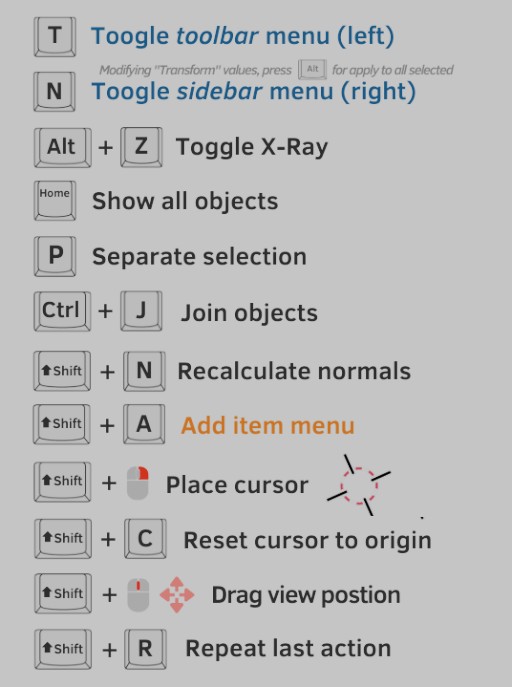 T Toogle toolbar menu (left)
Modifying "Transform" values, press Alt for apply to all selected
N Toogle sidebar menu (right)
Alt + Z Toggle X-Ray
Home Show all objects
P Separate selection
Ctrl + J Join objects
Shift + N Recalculate normals
Shift + A Add item menu
Shift + Place cursor
Shift + C Reset cursor to origin
Shift + Drag view postion
Shift + R Repeat last action